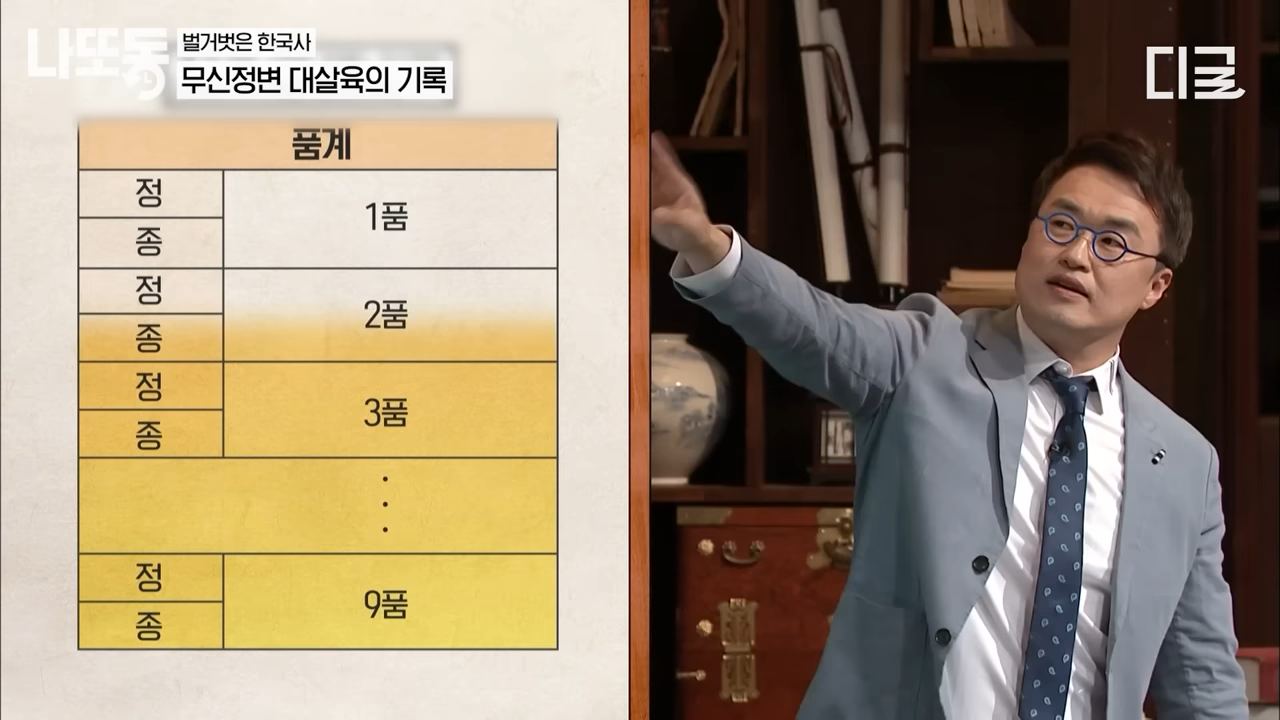 나또동
벌거벗은 한국사
무신정변 대살육의 기록
디글
품계
정
1품
종
정
2품
종
정
3품
종
정
9품
종